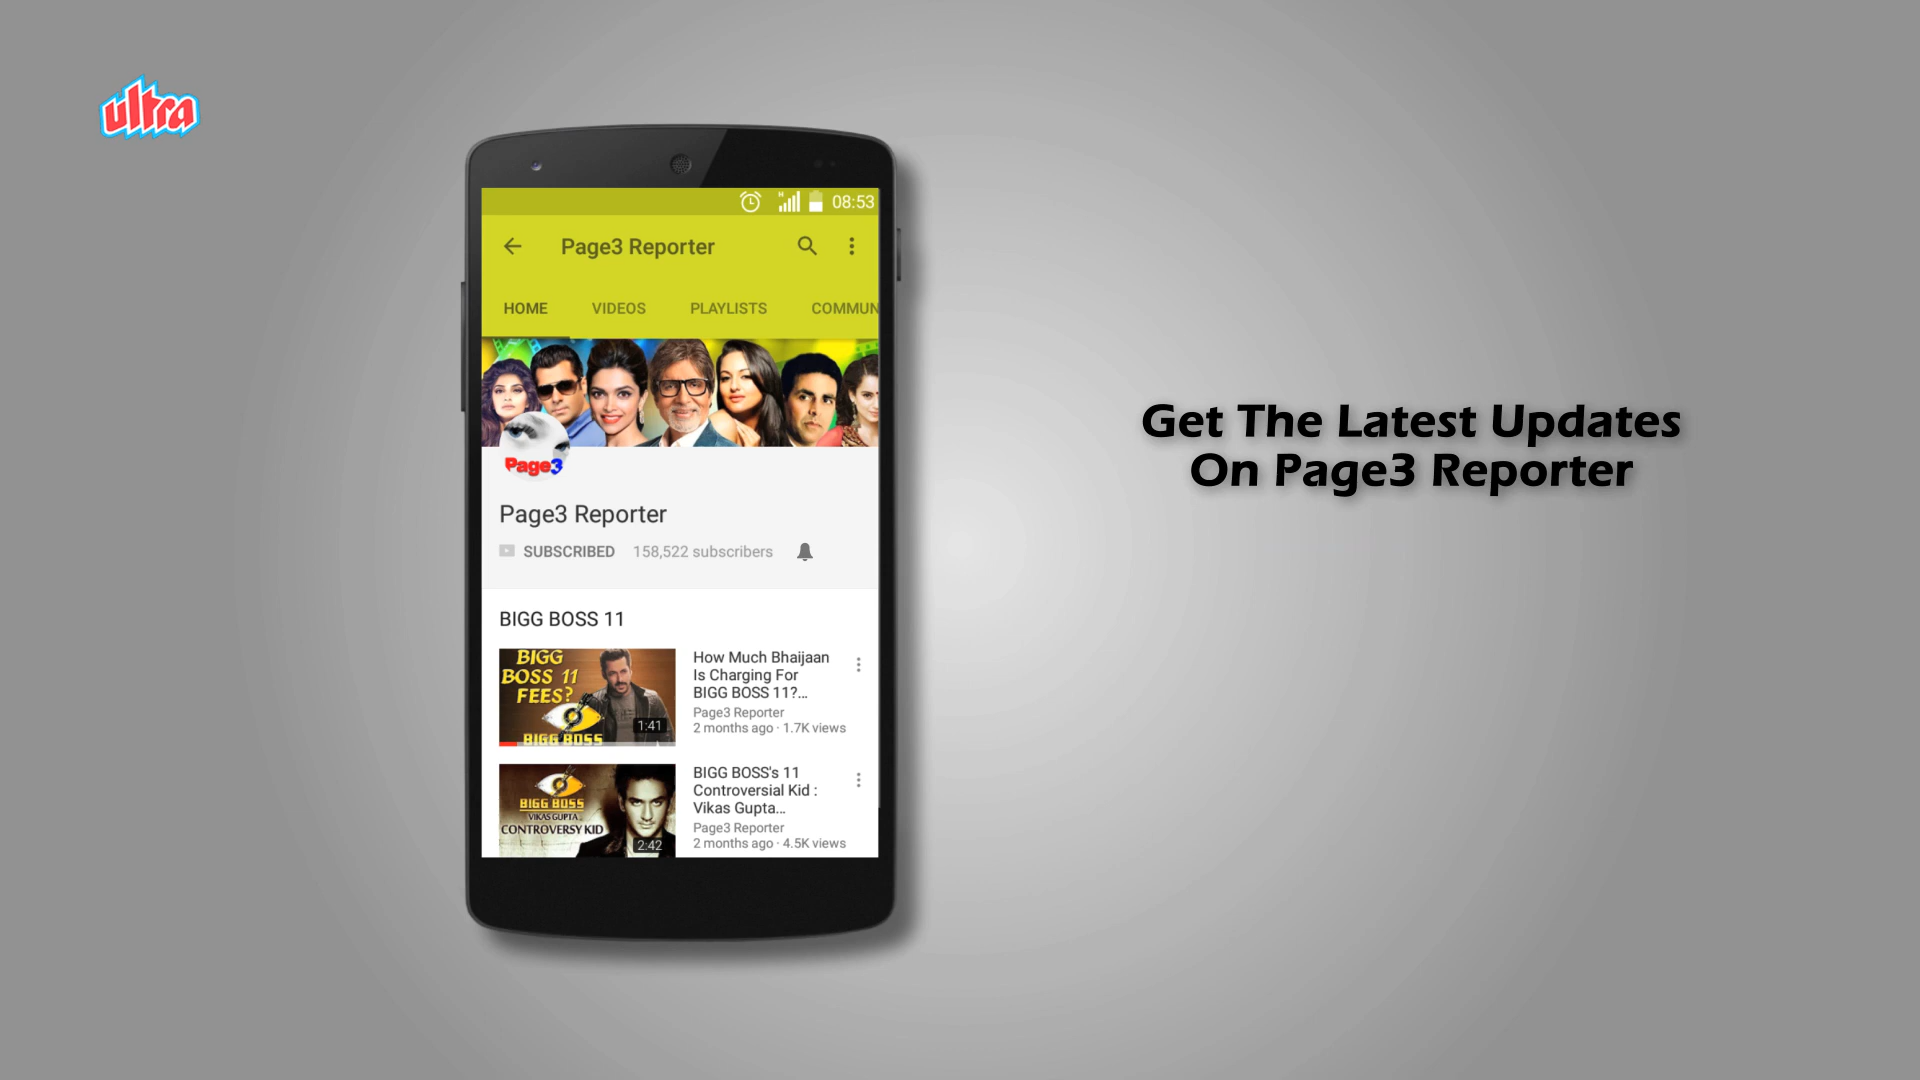 ultra
08:53
Page3 Reporter
HOME VIDEOS PLAYLISTS COMMUN
Page3
Page3 Reporter
SUBSCRIBED 158,522 subscribers
BIGG BOSS 11
BIGG
BOSS 11
FEES?
BIGG BOSS
1:41
How Much Bhaijaan
Is Charging For
BIGG BOSS 11?...
Page3 Reporter
2 months ago · 1.7K views
BIGG BOSS
VIKAS GUPTA
CONTROVERSY KID
2:42
BIGG BOSS's 11
Controversial Kid :
Vikas Gupta...
Page3 Reporter
2 months ago · 4.5K views
Get The Latest Updates
On Page3 Reporter